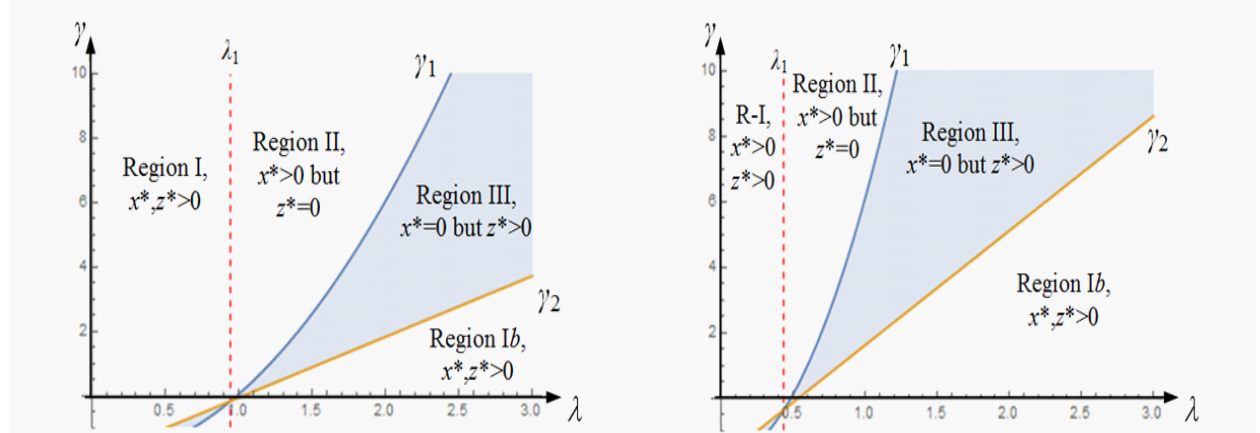 γ
λ1
γ1
10
8
6
4
2
Region I,
x*,z*>0
Region II,
x*>0 but
z*=0
Region III,
x*=0 but z*>0
γ2
Region Ib,
x*,z*>0
0.5
1.0
1.5
2.0
2.5
3.0
λ
γ
λ1
γ1
10
8
6
4
2
R-I,
x*>0
z*>0
Region II,
x*>0 but
z*=0
Region III,
x*=0 but z*>0
γ2
Region Ib,
x*,z*>0
0.5
1.0
1.5
2.0
2.5
3.0
λ